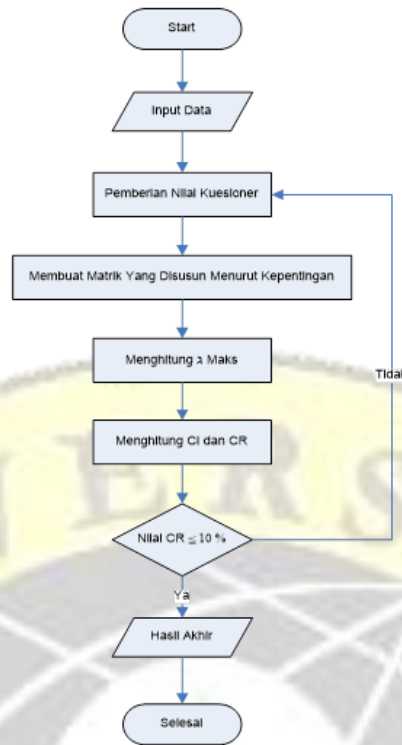 Start
Input Data
Pemberian Nilai Kuesioner
Membuat Matrik Yang Disusun Menurut Kepentingan
Menghitung λ Maks
Tidak
Menghitung CI dan CR
Nilai CR ≤ 10 %
Ya
Hasil Akhir
Selesai